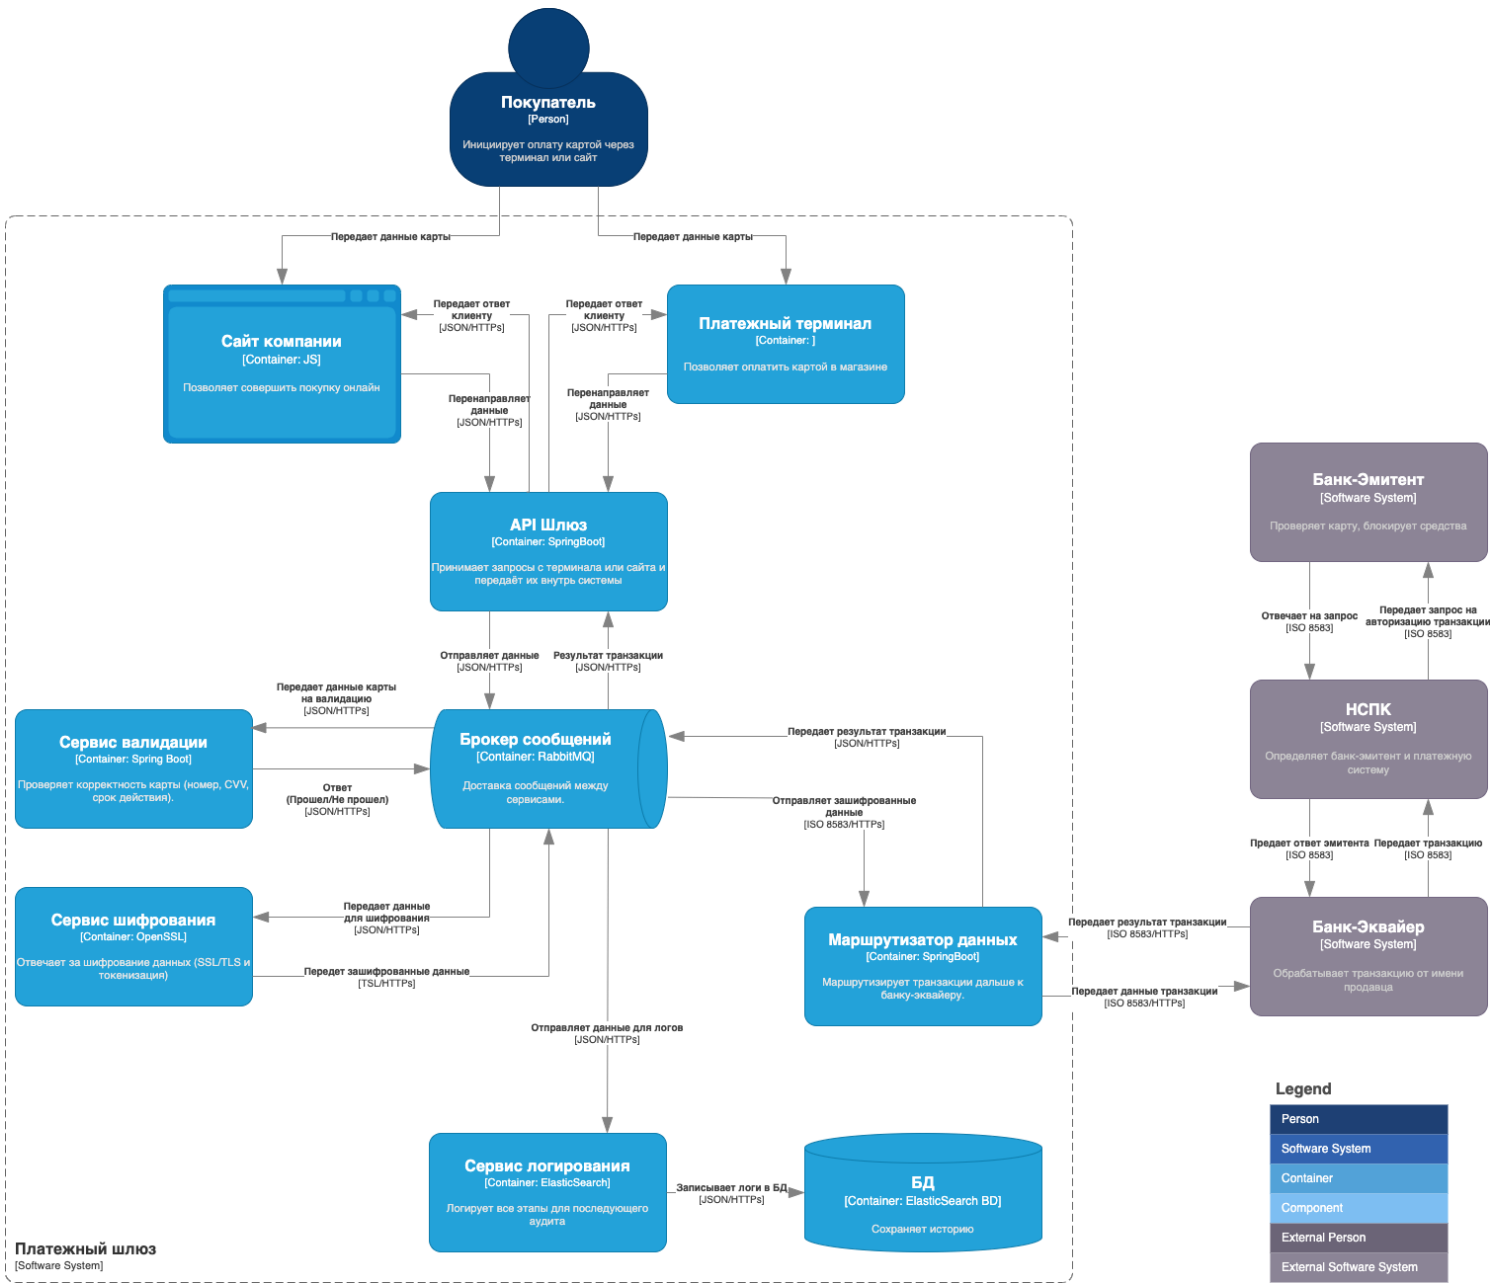 Покупатель
[Person]
Инициирует оплату картой через
терминал или сайт
Передает данные карты
Передает данные карты
Сайт компании
[Container: JS]
Позволяет совершить покупку онлайн
Передает ответ
клиенту
[JSON/HTTPs]
Передает ответ
клиенту
[JSON/HTTPs]
Платежный терминал
[Container: ]
Позволяет оплатить картой в магазине
Перенаправляет
данные
[JSON/HTTPs]
Перенаправляет
данные
[JSON/HTTPs]
API Шлюз
[Container: SpringBoot]
Принимает запросы с терминала или сайта и
передаёт их внутрь системы
Банк-Эмитент
[Software System]
Проверяет карту, блокирует средства
Отвечает на запрос
[ISO 8583]
Передает запрос на
авторизацию транзакции
[ISO 8583]
Отправляет данные
[JSON/HTTPs]
Результат транзакции
[JSON/HTTPs]
Передает данные карты
на валидацию
[JSON/HTTPs]
Сервис валидации
[Container: Spring Boot]
Проверяет корректность карты (номер, CVV,
срок действия).
Ответ
(Прошел/Не прошел)
[JSON/HTTPs]
Брокер сообщений
[Container: RabbitMQ]
Доставка сообщений между
сервисами.
Передает результат транзакции
[JSON/HTTPs]
Отправляет зашифрованные
данные
[ISO 8583/HTTPs]
НСПК
[Software System]
Определяет банк-эмитент и платежную
систему
Предает ответ эмитента
[ISO 8583]
Передает транзакцию
[ISO 8583]
Сервис шифрования
[Container: OpenSSL]
Отвечает за шифрование данных (SSL/TLS и
токенизация)
Передает данные
для шифрования
[JSON/HTTPs]
Передет зашифрованные данные
[TSL/HTTPs]
Маршрутизатор данных
[Container: SpringBoot]
Маршрутизирует транзакции дальше к
банку-эквайеру.
Передает результат транзакции
[ISO 8583/HTTPs]
Передает данные транзакции
[ISO 8583/HTTPs]
Банк-Эквайер
[Software System]
Обрабатывает транзакцию от имени
продавца
Отправляет данные для логов
[JSON/HTTPs]
Сервис логирования
[Container: ElasticSearch]
Логирует все этапы для последующего
аудита
Записывает логи в БД
[JSON/HTTPs]
БД
[Container: ElasticSearch BD]
Сохраняет историю
Платежный шлюз
[Software System]
Legend
Person
Software System
Container
Component
External Person
External Software System